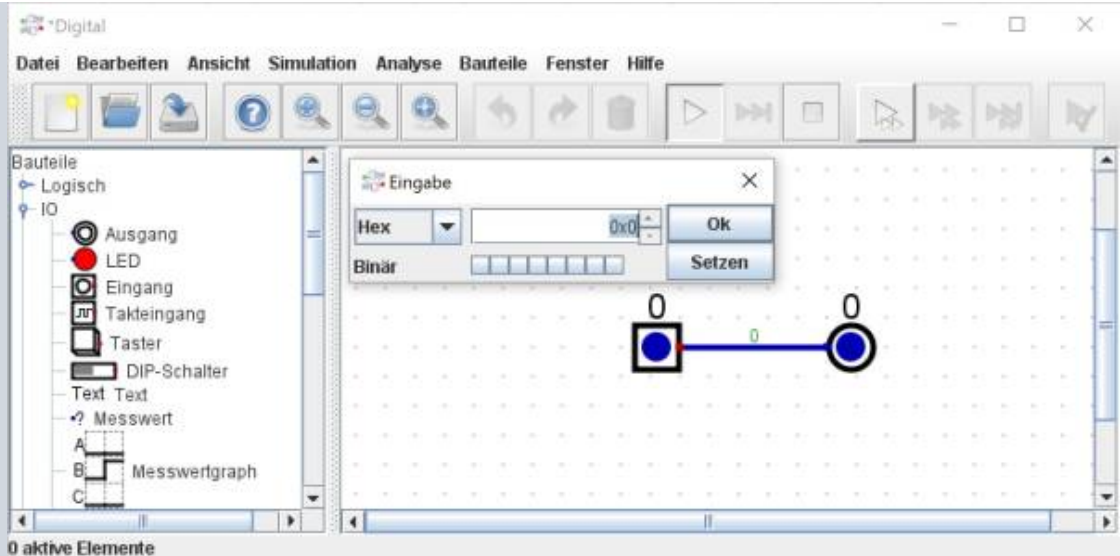 *Digital
Datei Bearbeiten Ansicht Simulation Analyse Bauteile Fenster Hilfe
Bauteile
Logisch
IO
Ausgang
LED
Eingang
Takteingang
Taster
DIP-Schalter
Text Text
? Messwert
A
B Messwertgraph
C
Eingabe
Hex 0x0 Ok
Binär Setzen
0 0
0
0 aktive Elemente